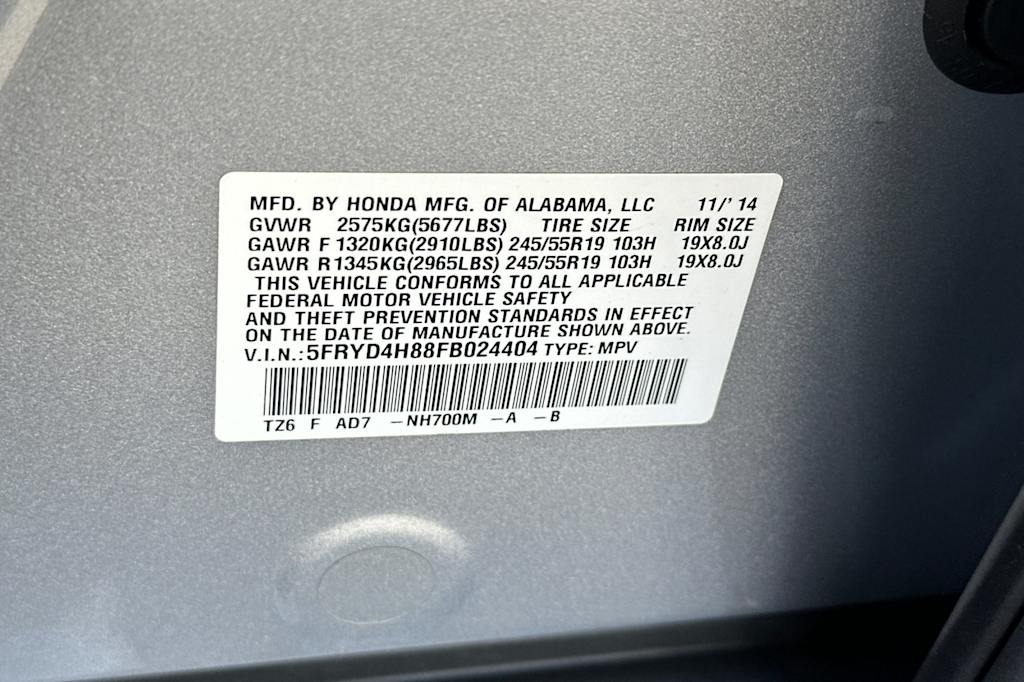 MFD. BY HONDA MFG. OF ALABAMA, LLC 11/' 14
GVWR 2575KG(5677LBS) TIRE SIZE RIM SIZE
GAWR F 1320KG(2910LBS) 245/55R19 103H 19X8.0J
GAWR R1345KG(2965LBS) 245/55R19 103H 19X8.0J
THIS VEHICLE CONFORMS TO ALL APPLICABLE
FEDERAL MOTOR VEHICLE SAFETY
AND THEFT PREVENTION STANDARDS IN EFFECT
ON THE DATE OF MANUFACTURE SHOWN ABOVE.
V.I.N.: 5FRYD4H88FB024404 TYPE: MPV
TZ6 F AD7 -NH700M -A -B